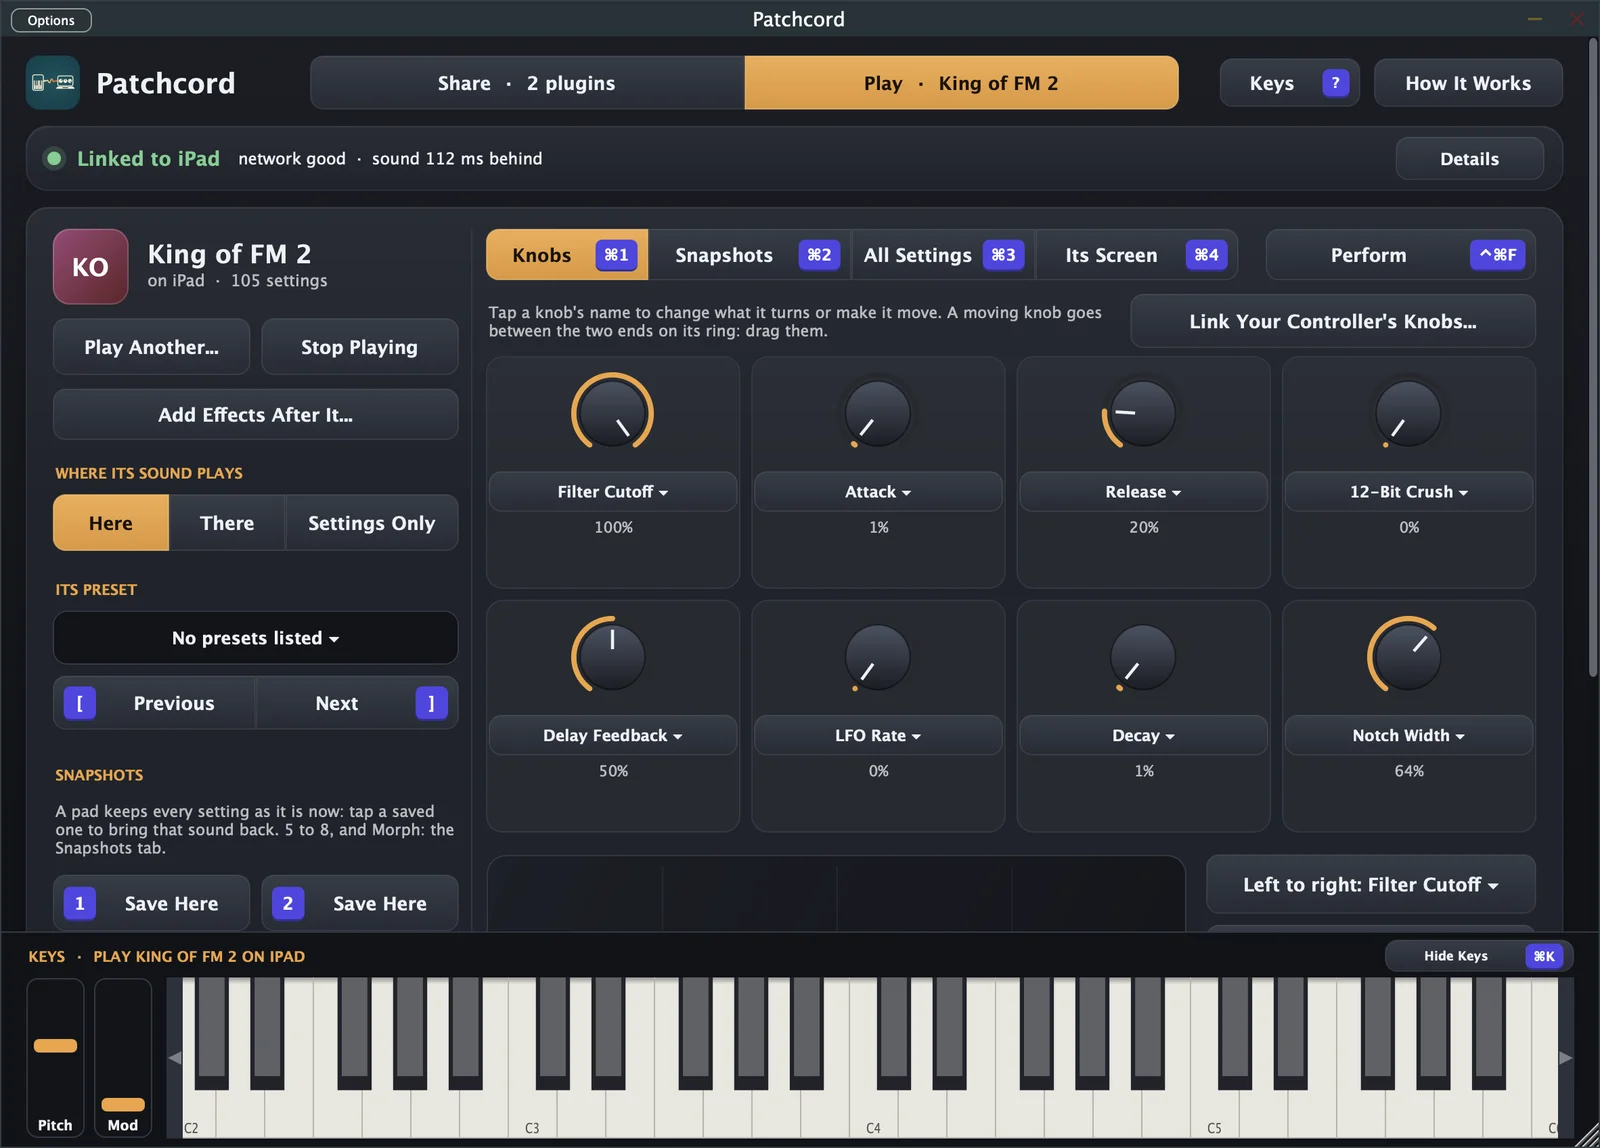 Options
Patchcord
Patchcord
Share · 2 plugins
Play · King of FM 2
Keys ?
How It Works
Linked to iPad network good · sound 112 ms behind
Details
KO
King of FM 2
on iPad · 105 settings
Play Another...
Stop Playing
Add Effects After It...
WHERE ITS SOUND PLAYS
Here
There
Settings Only
ITS PRESET
No presets listed
[ Previous
Next ]
SNAPSHOTS
A pad keeps every setting as it is now: tap a saved
one to bring that sound back. 5 to 8, and Morph: the
Snapshots tab.
1 Save Here
2 Save Here
Knobs ⌘1
Snapshots ⌘2
All Settings ⌘3
Its Screen ⌘4
Perform ^⌘F
Tap a knob's name to change what it turns or make it move. A moving knob goes
between the two ends on its ring: drag them.
Link Your Controller's Knobs...
Filter Cutoff
100%
Attack
1%
Release
20%
12-Bit Crush
0%
Delay Feedback
50%
LFO Rate
0%
Decay
1%
Notch Width
64%
Left to right: Filter Cutoff
KEYS · PLAY KING OF FM 2 ON IPAD
Hide Keys ⌘K
Pitch
Mod
C2
C3
C4
C5